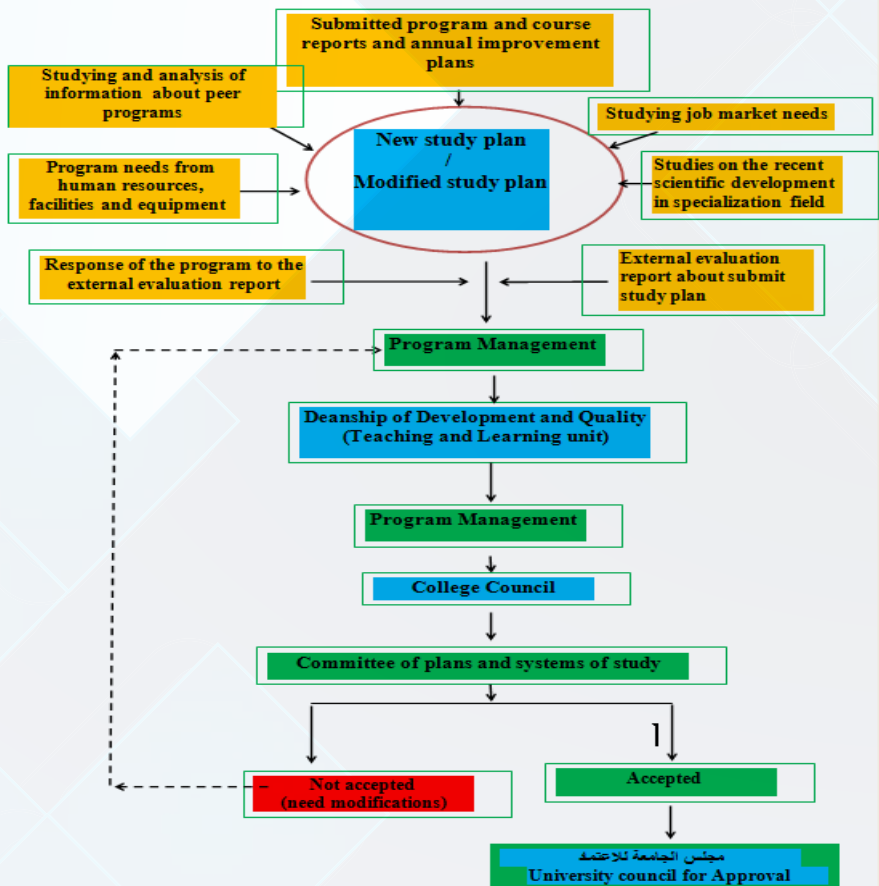 Submitted program and course
reports and annual improvement
plans
Studying and analysis of
information about peer
programs
Studying job market needs
New study plan
/
Modified study plan
Program needs from
human resources,
facilities and equipment
Studies on the recent
scientific development
in specialization field
Response of the program to the
external evaluation report
External evaluation
report about submit
study plan
Program Management
Deanship of Development and Quality
(Teaching and Learning unit)
Program Management
College Council
Committee of plans and systems of study
1
Not accepted
(need modifications)
Accepted
مجلس الجامعة للاعتماد
University council for Approval